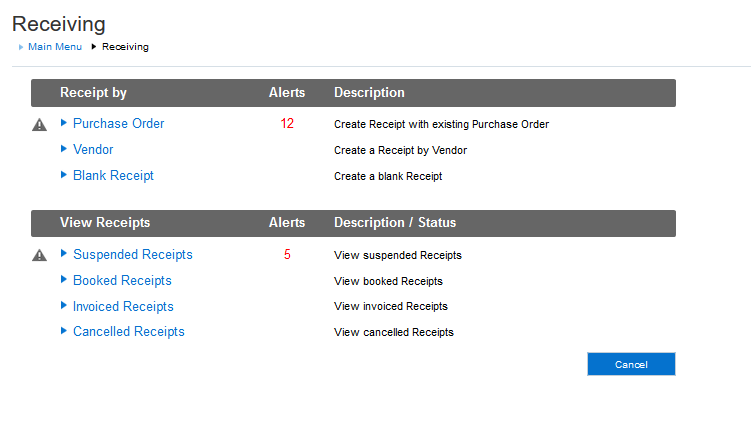 Receiving
Main Menu Receiving
Receipt by Alerts Description
Purchase Order 12 Create Receipt with existing Purchase Order
Vendor Create a Receipt by Vendor
Blank Receipt Create a blank Receipt
View Receipts Alerts Description / Status
Suspended Receipts 5 View suspended Receipts
Booked Receipts View booked Receipts
Invoiced Receipts View invoiced Receipts
Cancelled Receipts View cancelled Receipts
Cancel